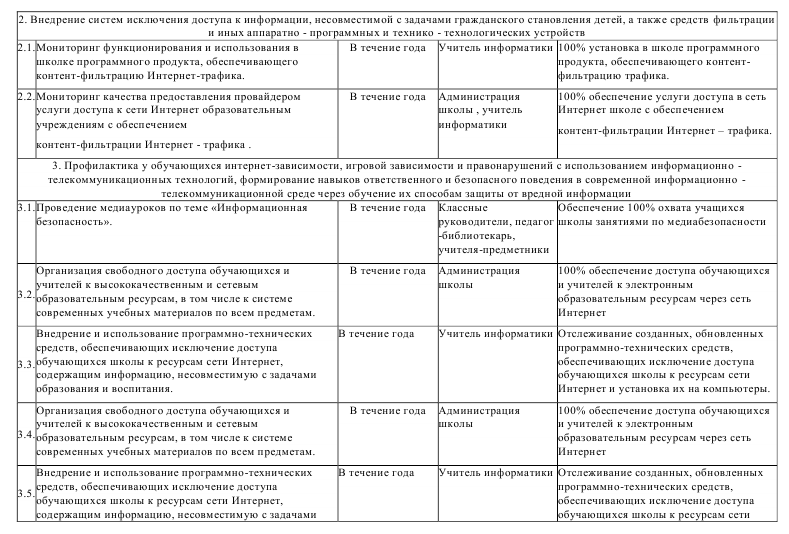 2. Внедрение систем исключения доступа к информации, несовместимой с задачами гражданского становления детей, а также средств фильтрации
и иных аппаратно - программных и технико - технологических устройств
2.1. Мониторинг функционирования и использования в
школке программного продукта, обеспечивающего
контент-фильтрацию Интернет-трафика.
В течение года
Учитель информатики
100% установка в школе программного
продукта, обеспечивающего контент-
фильтрацию трафика.
2.2. Мониторинг качества предоставления провайдером
услуги доступа к сети Интернет образовательным
учреждениям с обеспечением
контент-фильтрации Интернет - трафика .
В течение года
Администрация
школы , учитель
информатики
100% обеспечение услуги доступа в сеть
Интернет школе с обеспечением
контент-фильтрации Интернет – трафика.
3. Профилактика у обучающихся интернет-зависимости, игровой зависимости и правонарушений с использованием информационно -
телекоммуникационных технологий, формирование навыков ответственного и безопасного поведения в современной информационно -
телекоммуникационной среде через обучение их способам защиты от вредной информации
3.1. Проведение медиауроков по теме «Информационная
безопасность».
В течение года
Классные
руководители, педагог
-библиотекарь,
учителя-предметники
Обеспечение 100% охвата учащихся
школы занятиями по медиабезопасности
3.2.
Организация свободного доступа обучающихся и
учителей к высококачественным и сетевым
образовательным ресурсам, в том числе к системе
современных учебных материалов по всем предметам.
В течение года
Администрация
школы
100% обеспечение доступа обучающихся
и учителей к электронным
образовательным ресурсам через сеть
Интернет
3.3.
Внедрение и использование программно-технических
средств, обеспечивающих исключение доступа
обучающихся школы к ресурсам сети Интернет,
содержащим информацию, несовместимую с задачами
образования и воспитания.
В течение года
Учитель информатики
Отслеживание созданных, обновленных
программно-технических средств,
обеспечивающих исключение доступа
обучающихся школы к ресурсам сети
Интернет и установка их на компьютеры.
3.4.
Организация свободного доступа обучающихся и
учителей к высококачественным и сетевым
образовательным ресурсам, в том числе к системе
современных учебных материалов по всем предметам.
В течение года
Администрация
школы
100% обеспечение доступа обучающихся
и учителей к электронным
образовательным ресурсам через сеть
Интернет
3.5.
Внедрение и использование программно-технических
средств, обеспечивающих исключение доступа
обучающихся школы к ресурсам сети Интернет,
содержащим информацию, несовместимую с задачами
В течение года
Учитель информатики
Отслеживание созданных, обновленных
программно-технических средств,
обеспечивающих исключение доступа
обучающихся школы к ресурсам сети